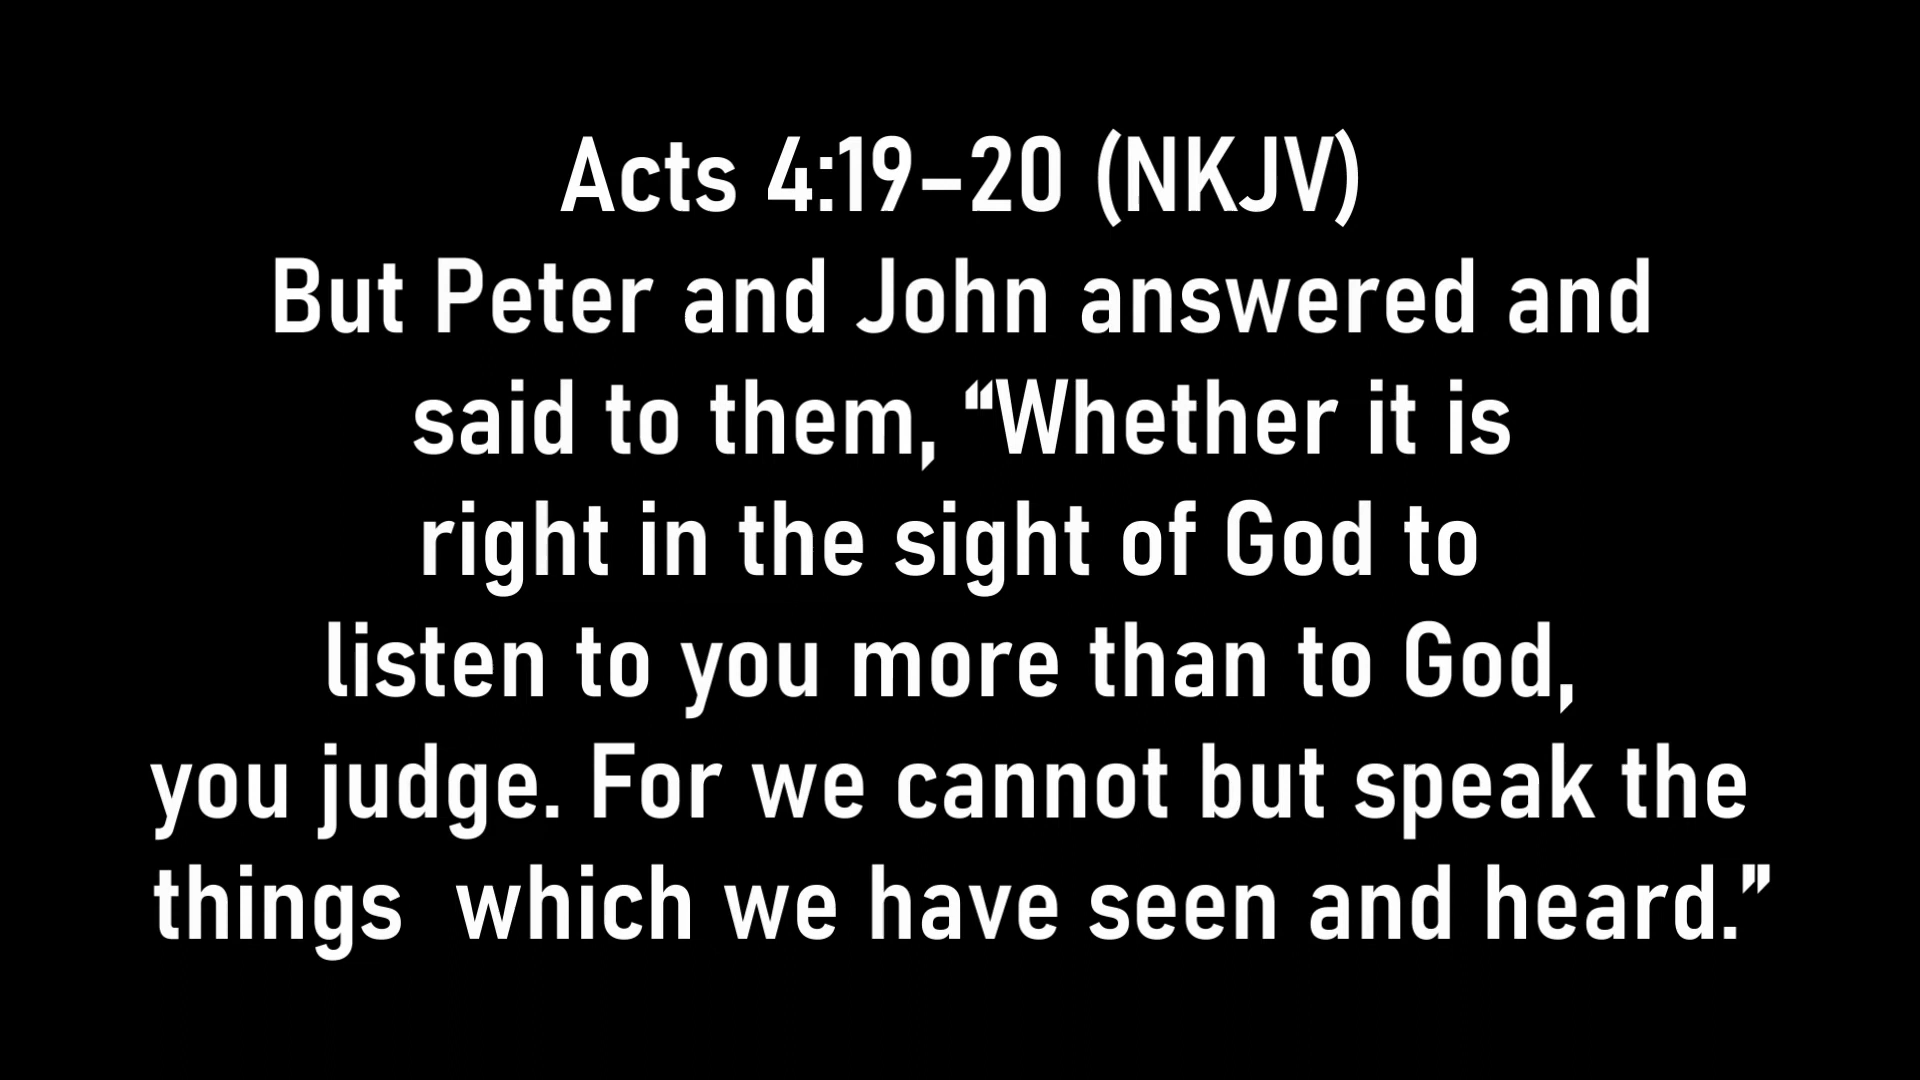 Acts 4:19–20 (NKJV)
But Peter and John answered and
said to them, “Whether it is
right in the sight of God to
listen to you more than to God,
you judge. For we cannot but speak the
things  which we have seen and heard.”